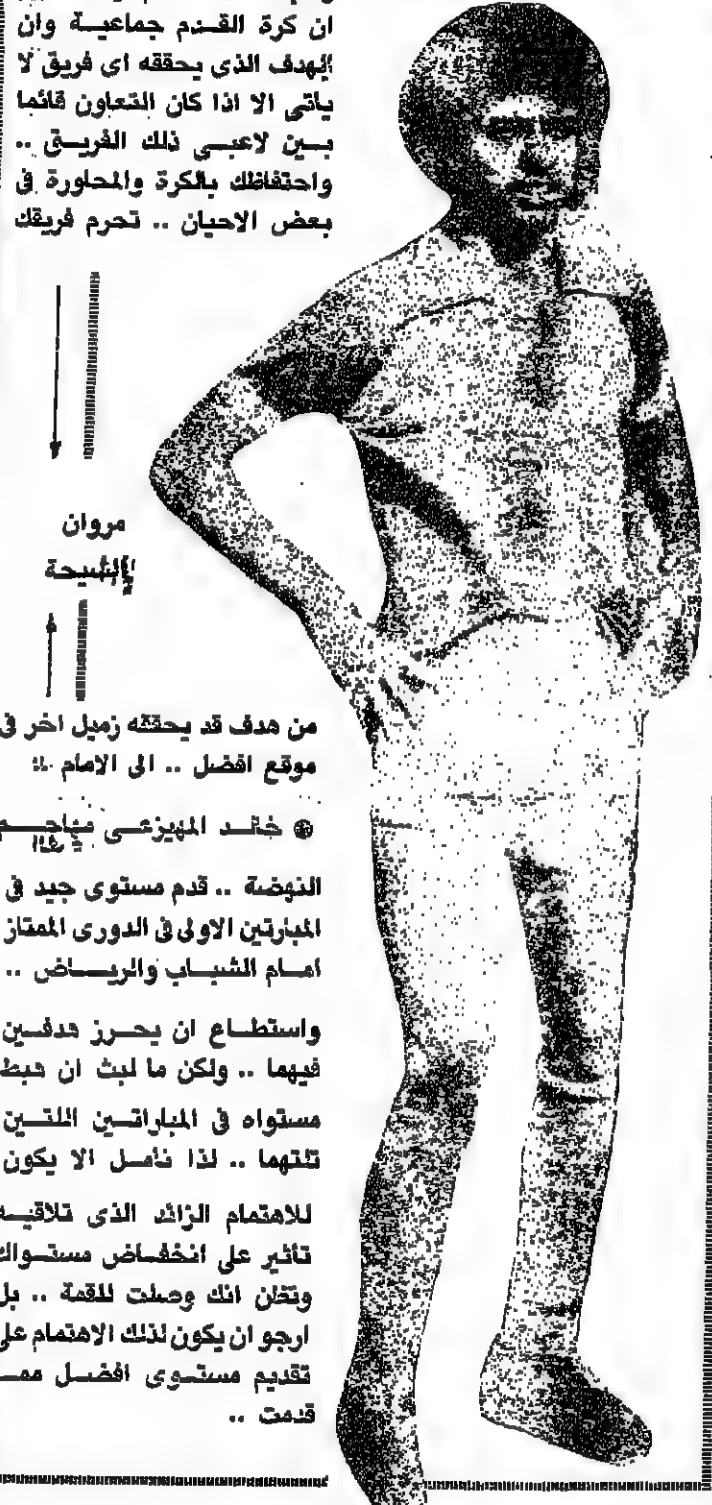 ان كرة القدم جماعية وان
الهدف الذى يحققه اى فريق لا
ياتى الا اذا كان التعاون قائما
بين لاعبى ذلك الفريق ..
واحتفاظك بالكرة والمحاورة فى
بعض الاحيان .. تحرم فريقك
مروان
الشيحة
من هدف قد يحققه زميل اخر فى
موقع افضل .. الى الامام !!
خالد المهيزعى مهاجم
النهضة .. قدم مستوى جيد فى
المبارتين الاولى فى الدورى الممتاز
امام الشباب والرياض ..
واستطاع ان يحرز هدفين
فيهما .. ولكن ما لبث ان هبط
مستواه فى المباراتين اللتين
تلتهما .. لذا نأمل الا يكون
للاهتمام الزائد الذى تلاقيه
تأثير على انخفاض مستواك
وتظن انك وصلت للقمة .. بل
ارجو ان يكون لذلك الاهتمام على
تقديم مستوى افضل مما
قدمت ..